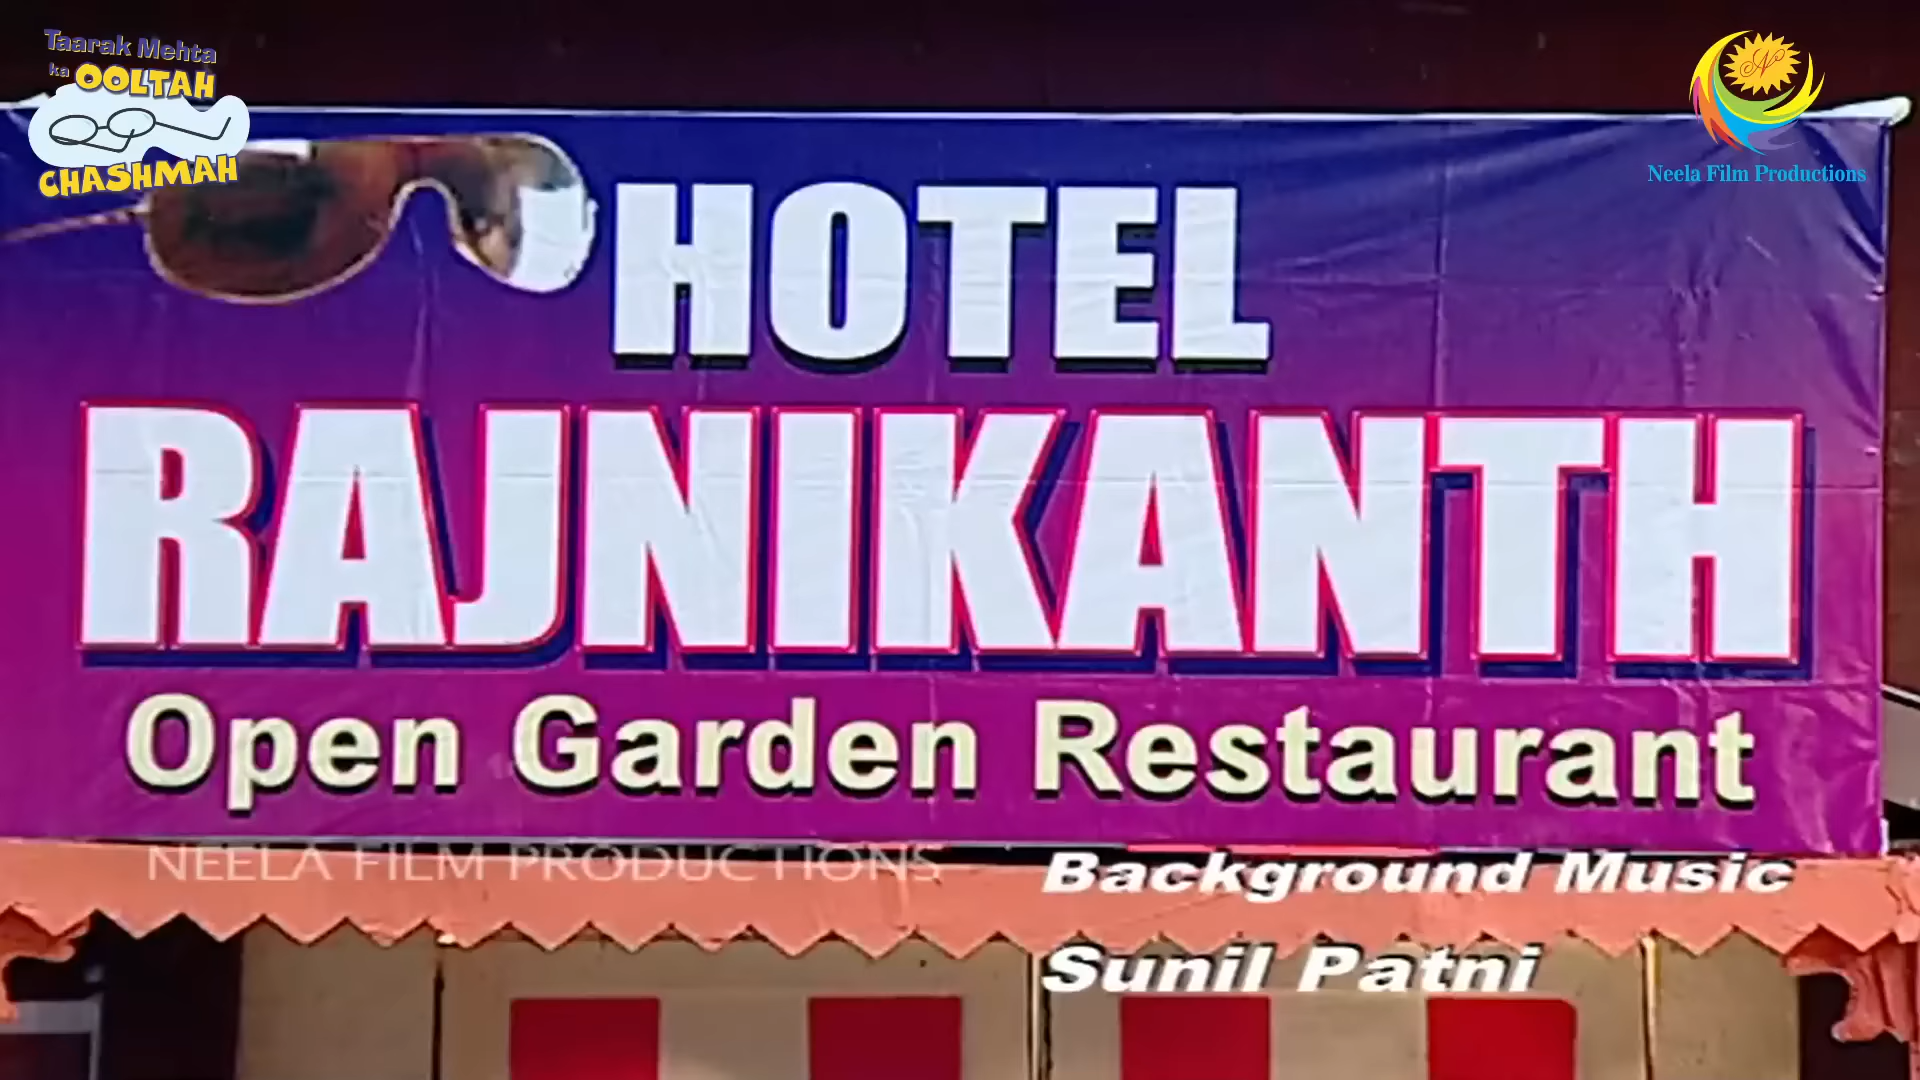 Taarak Mehta
ka OOLTAH
CHASHMAH
Neela Film Productions
HOTEL
RAJNIKANTH
Open Garden Restaurant
NEELA FILM PRODUCTIONS
Background Music
Sunil Patni